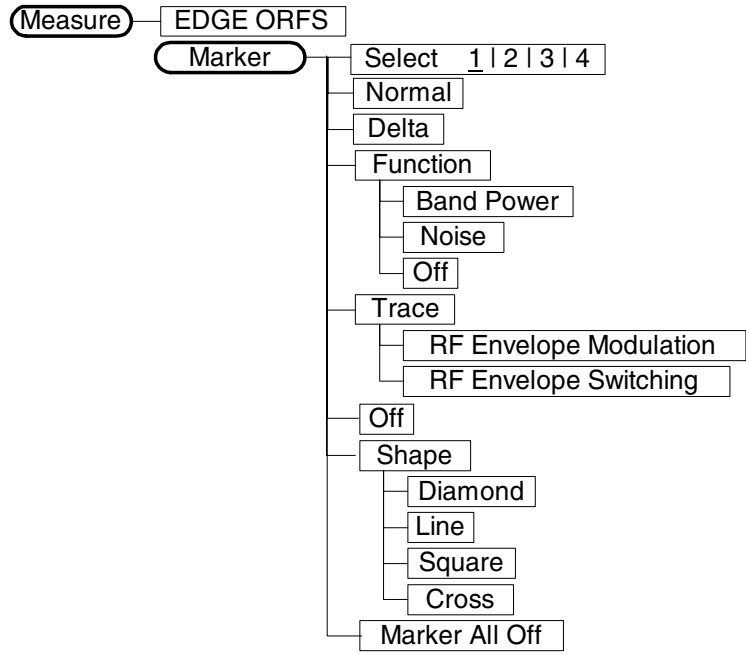 Measure EDGE ORFS
Marker Select 1 | 2 | 3 | 4
Normal
Delta
Function
Band Power
Noise
Off
Trace
RF Envelope Modulation
RF Envelope Switching
Off
Shape
Diamond
Line
Square
Cross
Marker All Off